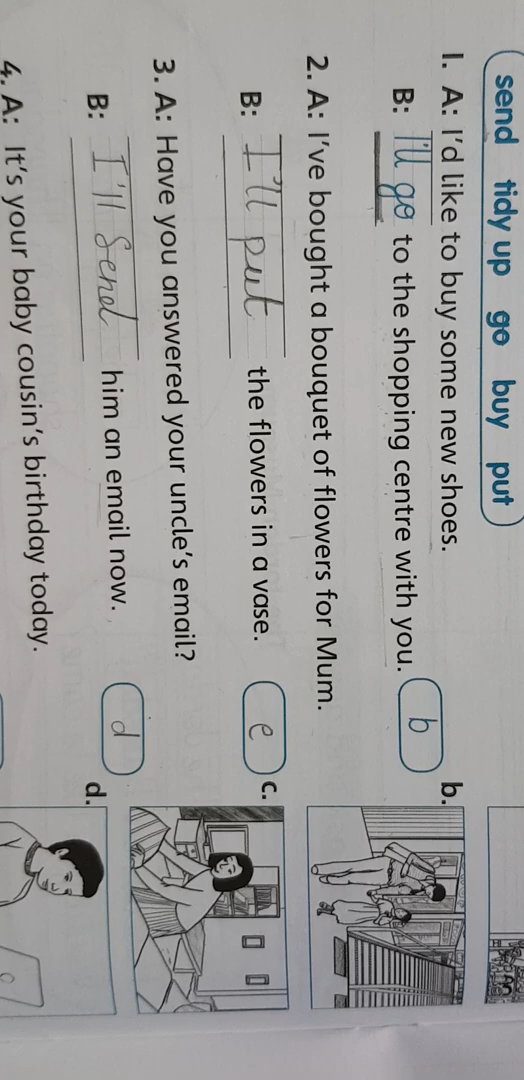 send tidy up go buy put
1. A: I'd like to buy some new shoes.
B: I'll go to the shopping centre with you. b
b.
2. A: I've bought a bouquet of flowers for Mum.
B: I'll put the flowers in a vase. e
c.
3. A: Have you answered your uncle's email?
B: I'll Send him an email now. d
d.
4. A: It's your baby cousin's birthday today.